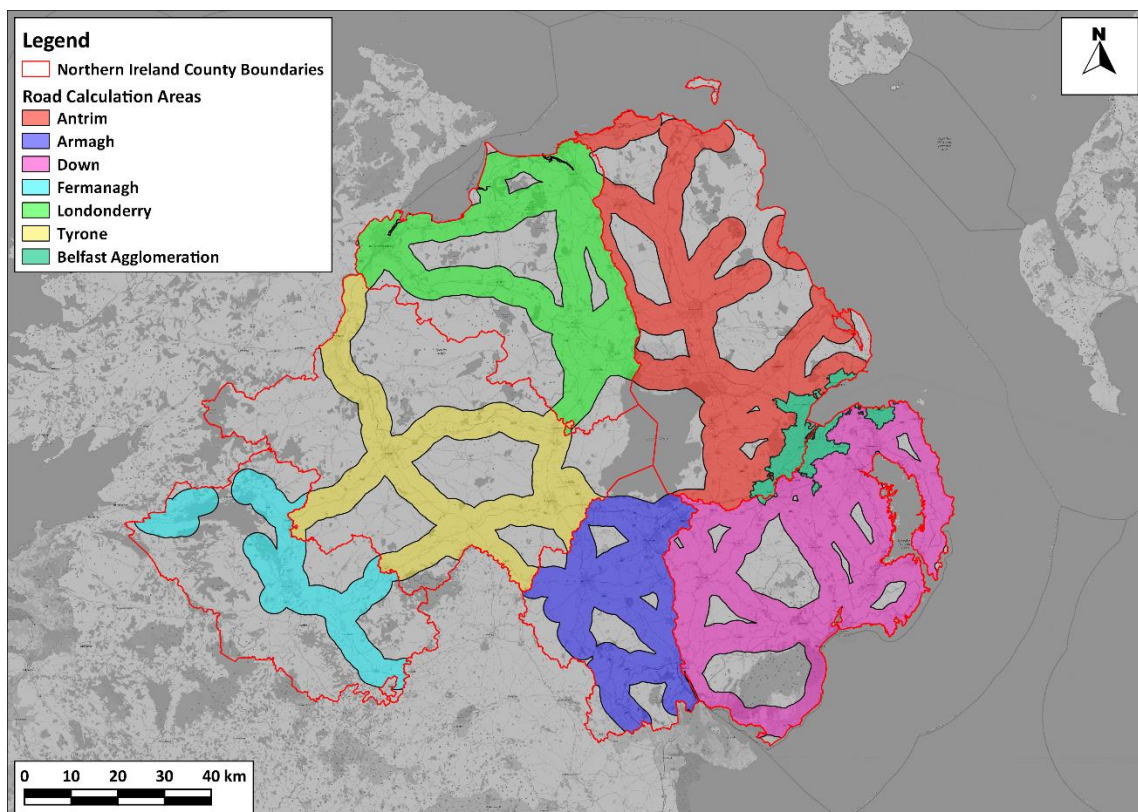 Legend
Northern Ireland County Boundaries
Road Calculation Areas
Antrim
Armagh
Down
Fermanagh
Londonderry
Tyrone
Belfast Agglomeration
N
0 10 20 30 40 km